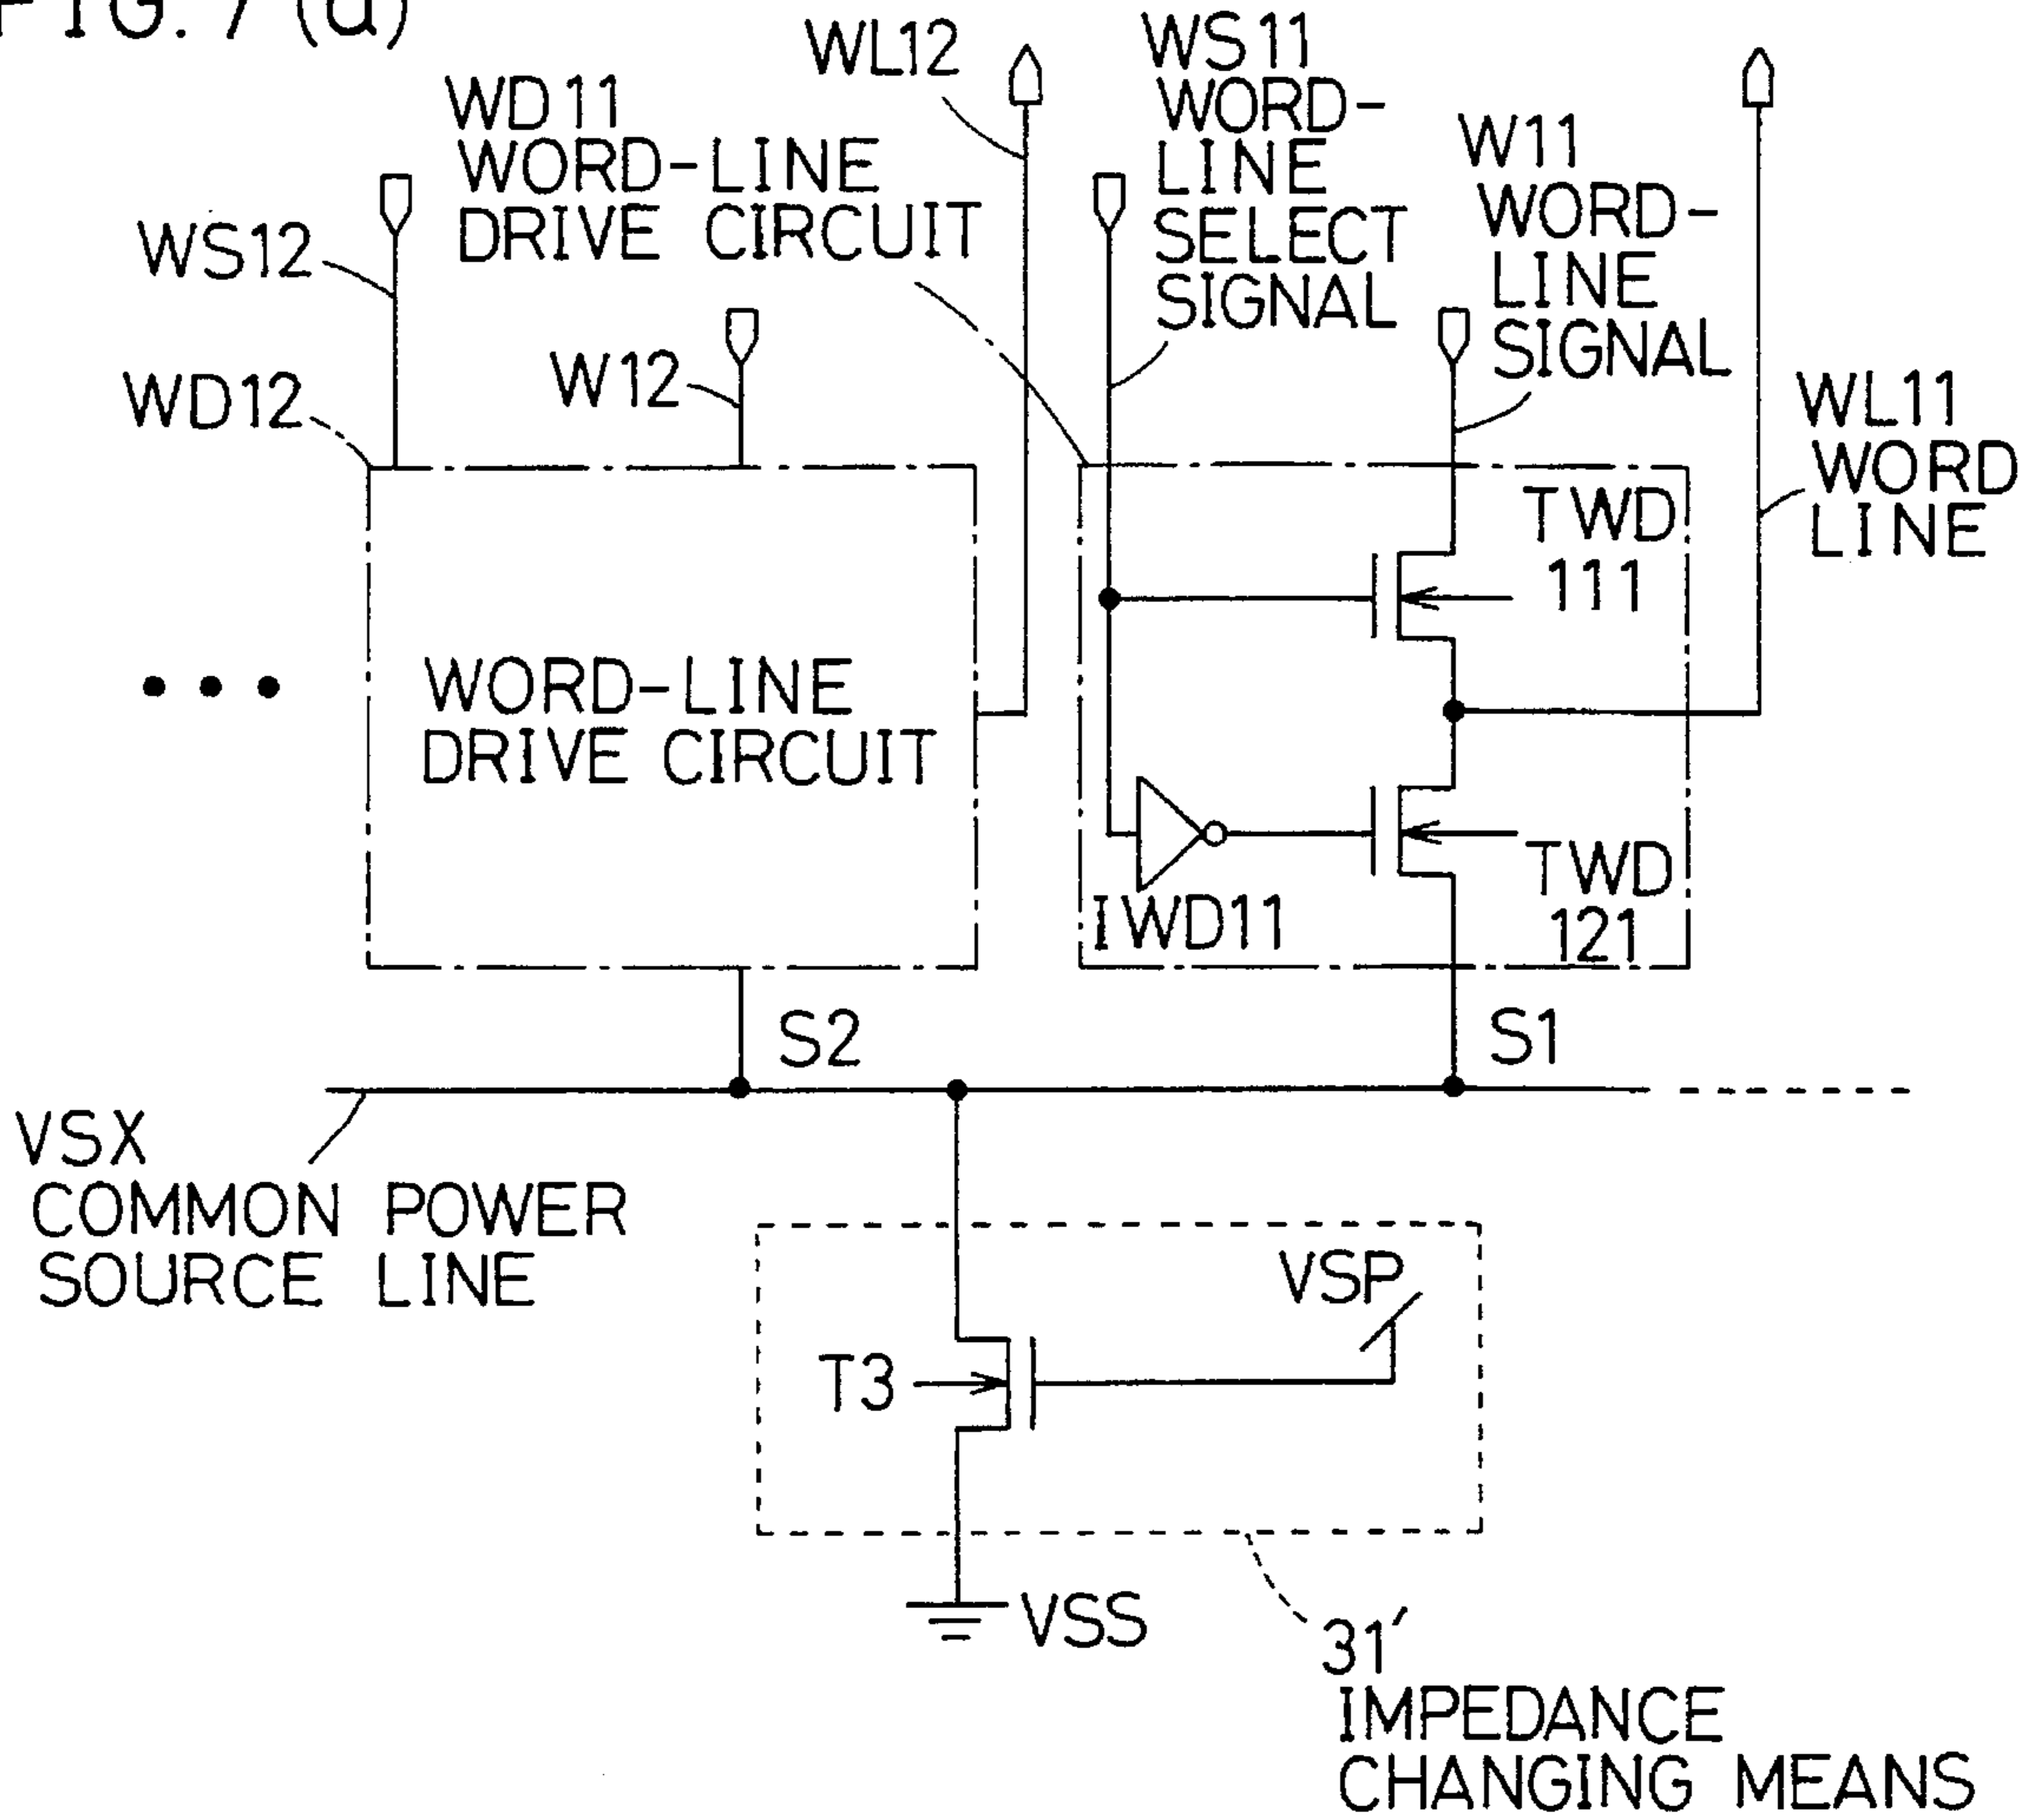 FIG. 7 (a)
WL12
WS11
WORD-
LINE
SELECT
SIGNAL
WD11
WORD-LINE
DRIVE CIRCUIT
W11
WORD-
LINE
SIGNAL
WS12
W12
WD12
WL11
WORD
LINE
TWD
111
WORD-LINE
DRIVE CIRCUIT
TWD
121
IWD11
S2
S1
VSX
COMMON POWER
SOURCE LINE
VSP
T3
VSS
31′
IMPEDANCE
CHANGING MEANS